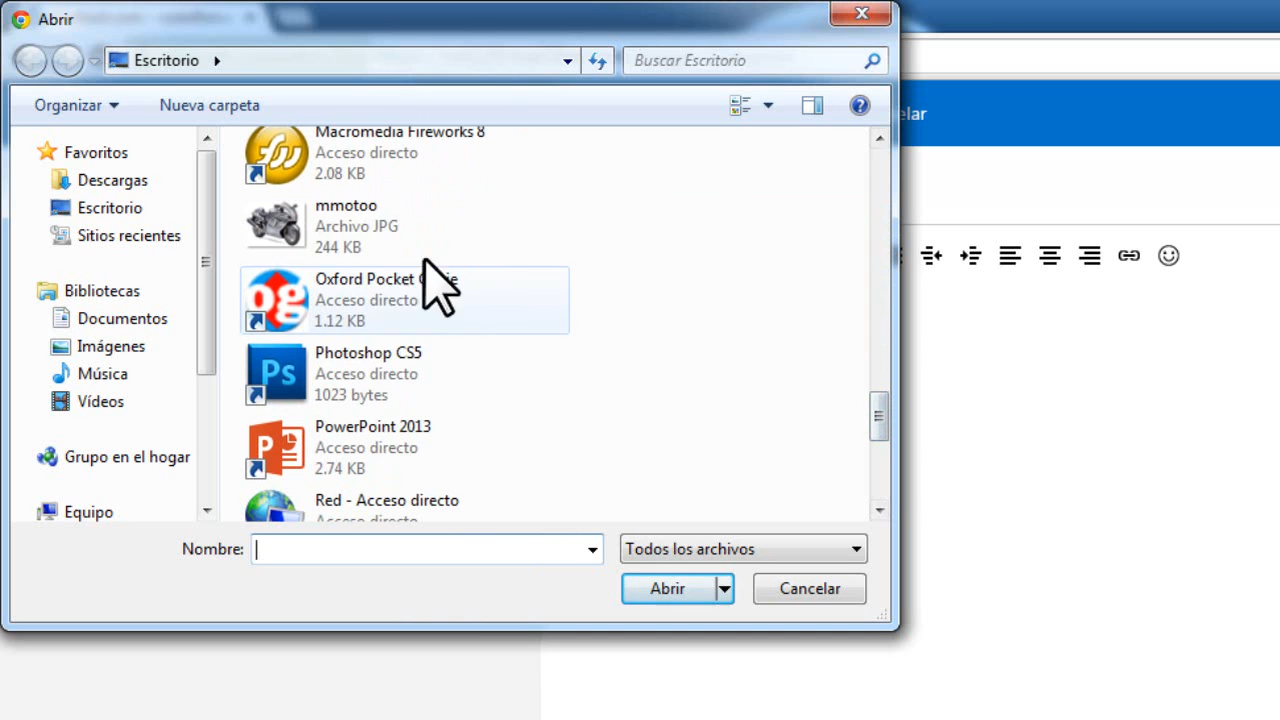 Abrir
Escritorio
Buscar Escritorio
Organizar
Nueva carpeta
elar
Favoritos
Descargas
Escritorio
Sitios recientes
Bibliotecas
Documentos
Imágenes
Música
Vídeos
Grupo en el hogar
Equipo
Macromedia Fireworks 8
Acceso directo
2.08 KB
mmotoo
Archivo JPG
244 KB
Oxford Pocket
Acceso directo
1.12 KB
Ps
Photoshop CS5
Acceso directo
1023 bytes
PowerPoint 2013
Acceso directo
2.74 KB
Red - Acceso directo
Acceso directo
Nombre:
Todos los archivos
Abrir
Cancelar